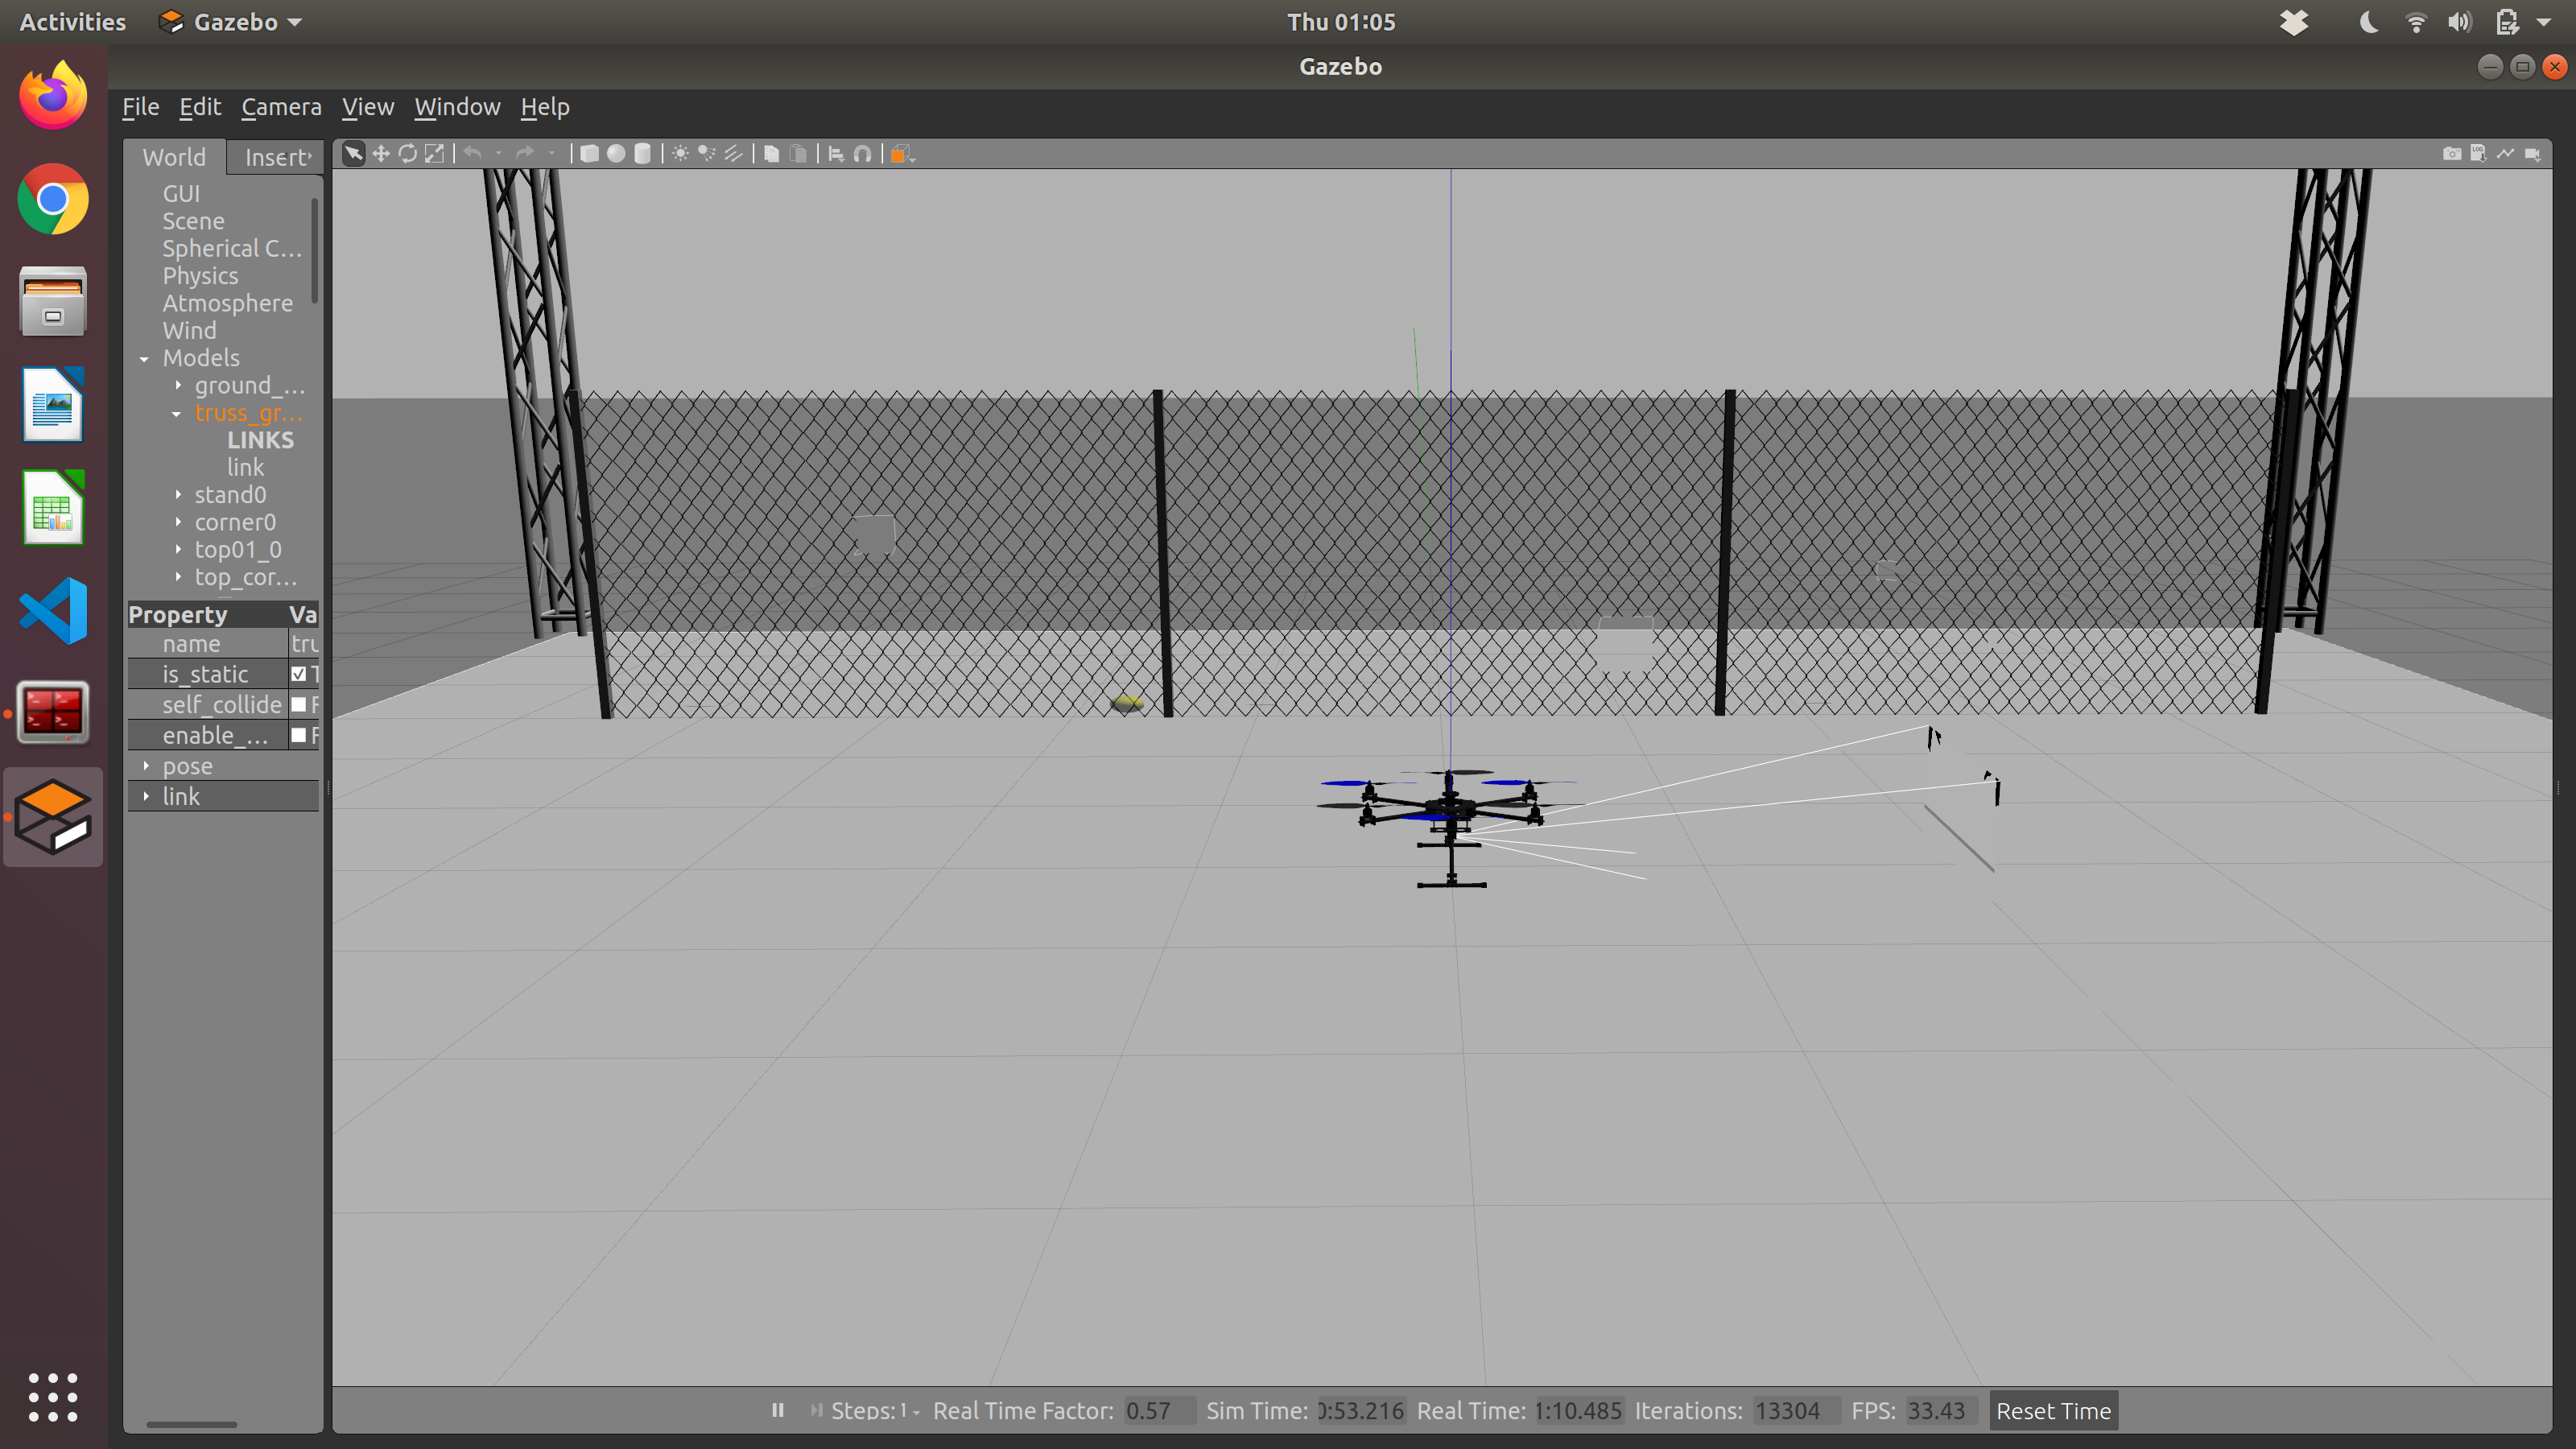 Activities Gazebo Thu 01:05
Gazebo
File Edit Camera View Window Help
World Insert
GUI
Scene
Spherical C...
Physics
Atmosphere
Wind
Models
ground_...
truss_gr...
LINKS
link
stand0
corner0
top01_0
top_cor...
Property Va
name tru
is_static T
self_collide F
enable_... F
pose
link
Steps: 1 Real Time Factor: 0.57 Sim Time: 0:53.216 Real Time: 1:10.485 Iterations: 13304 FPS: 33.43 Reset Time